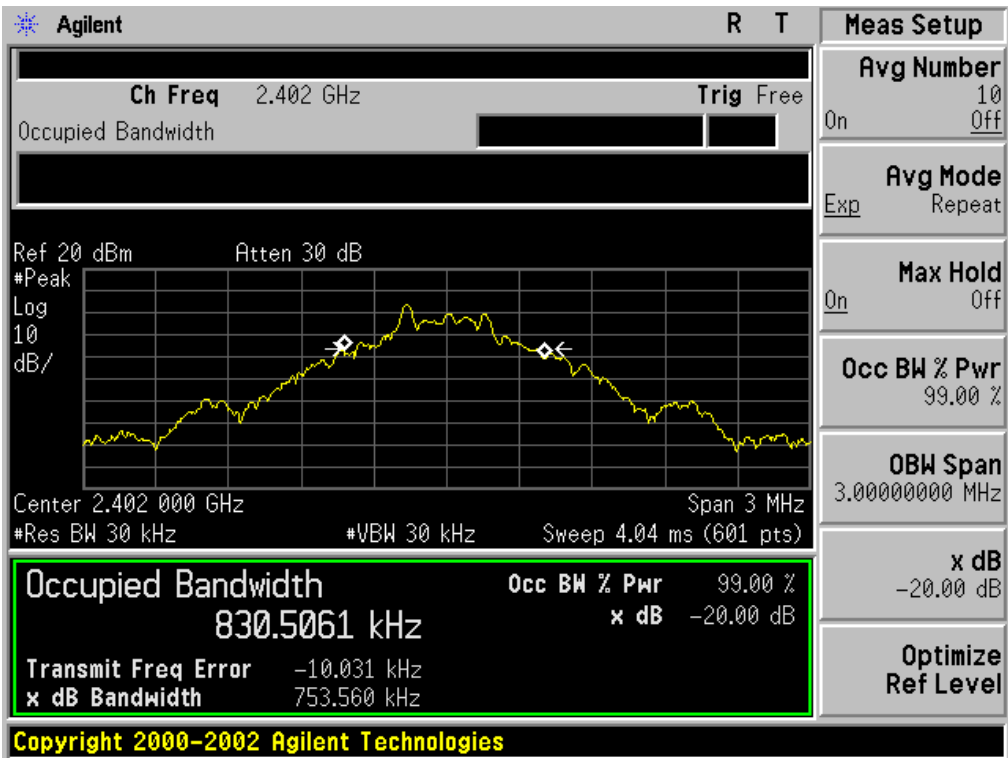 Agilent R T
Ch Freq 2.402 GHz Trig Free
Occupied Bandwidth
Ref 20 dBm Atten 30 dB
#Peak
Log
10
dB/
Center 2.402 000 GHz Span 3 MHz
#Res BW 30 kHz #VBW 30 kHz Sweep 4.04 ms (601 pts)
Occupied Bandwidth
830.5061 kHz
Occ BW % Pwr 99.00 %
x dB -20.00 dB
Transmit Freq Error -10.031 kHz
x dB Bandwidth 753.560 kHz
Copyright 2000-2002 Agilent Technologies
Meas Setup
Avg Number
10
On Off
Avg Mode
Exp Repeat
Max Hold
On Off
Occ BW % Pwr
99.00 %
OBW Span
3.00000000 MHz
x dB
-20.00 dB
Optimize
Ref Level